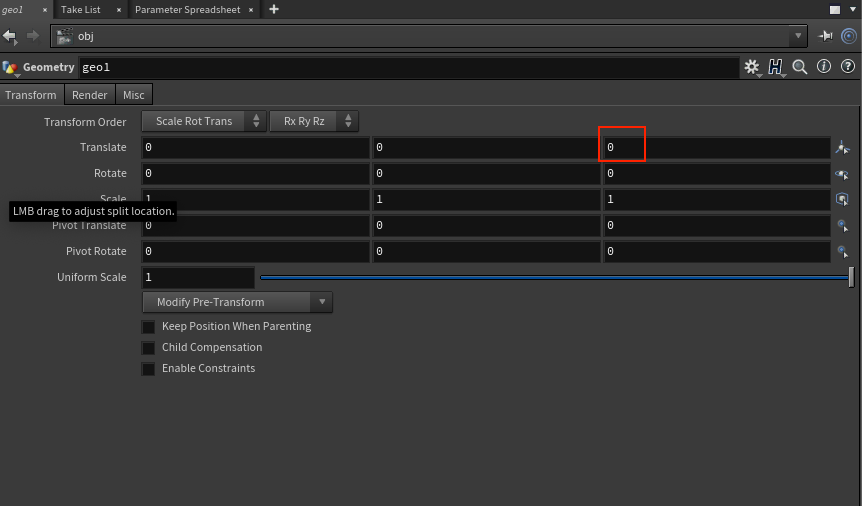 geo1 × Take List × Parameter Spreadsheet × +
obj
Geometry geo1
Transform Render Misc
Transform Order Scale Rot Trans Rx Ry Rz
Translate 0 0 0
Rotate 0 0 0
Scale 1 1 1
LMB drag to adjust split location.
Pivot Translate 0 0 0
Pivot Rotate 0 0 0
Uniform Scale 1
Modify Pre-Transform
Keep Position When Parenting
Child Compensation
Enable Constraints